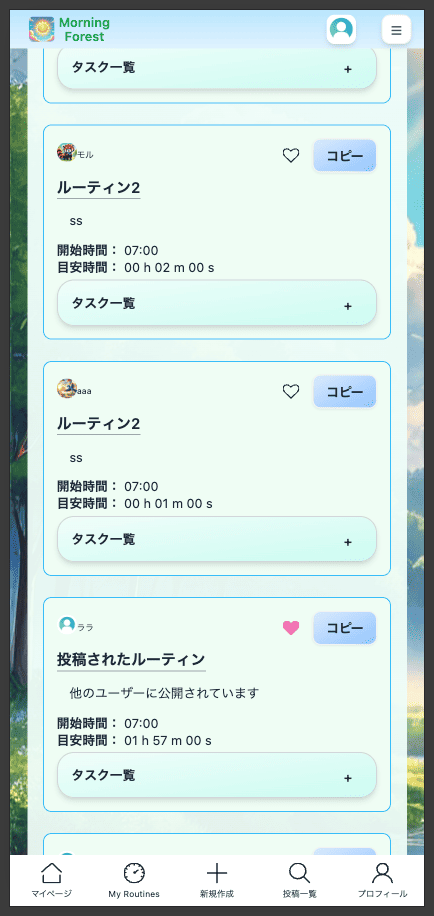 Morning
Forest
タスク一覧
+
モル
コピー
ルーティン2
ss
開始時間： 07:00
目安時間： 00 h 02 m 00 s
タスク一覧
+
aaa
コピー
ルーティン2
ss
開始時間： 07:00
目安時間： 00 h 01 m 00 s
タスク一覧
+
ララ
コピー
投稿されたルーティン
他のユーザーに公開されています
開始時間： 07:00
目安時間： 01 h 57 m 00 s
タスク一覧
+
マイページ
My Routines
新規作成
投稿一覧
プロフィール